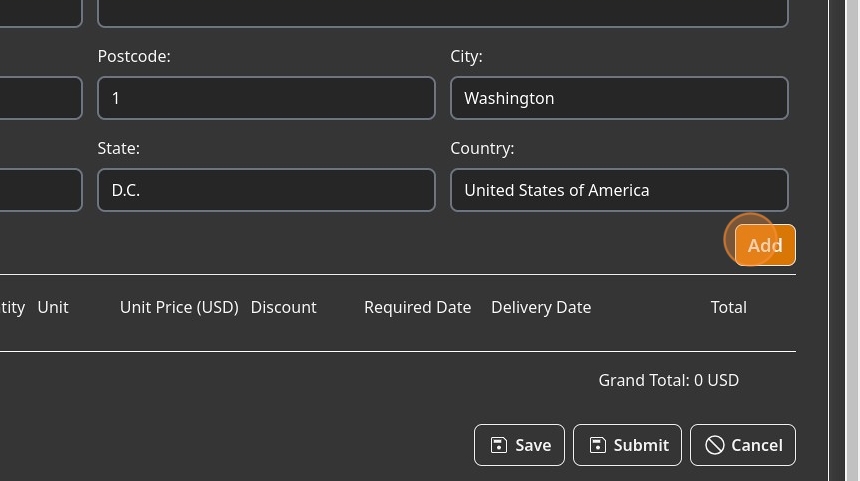 Postcode: City:
1 Washington
State: Country:
D.C. United States of America
Add
Unit Unit Price (USD) Discount Required Date Delivery Date Total
Grand Total: 0 USD
Save Submit Cancel